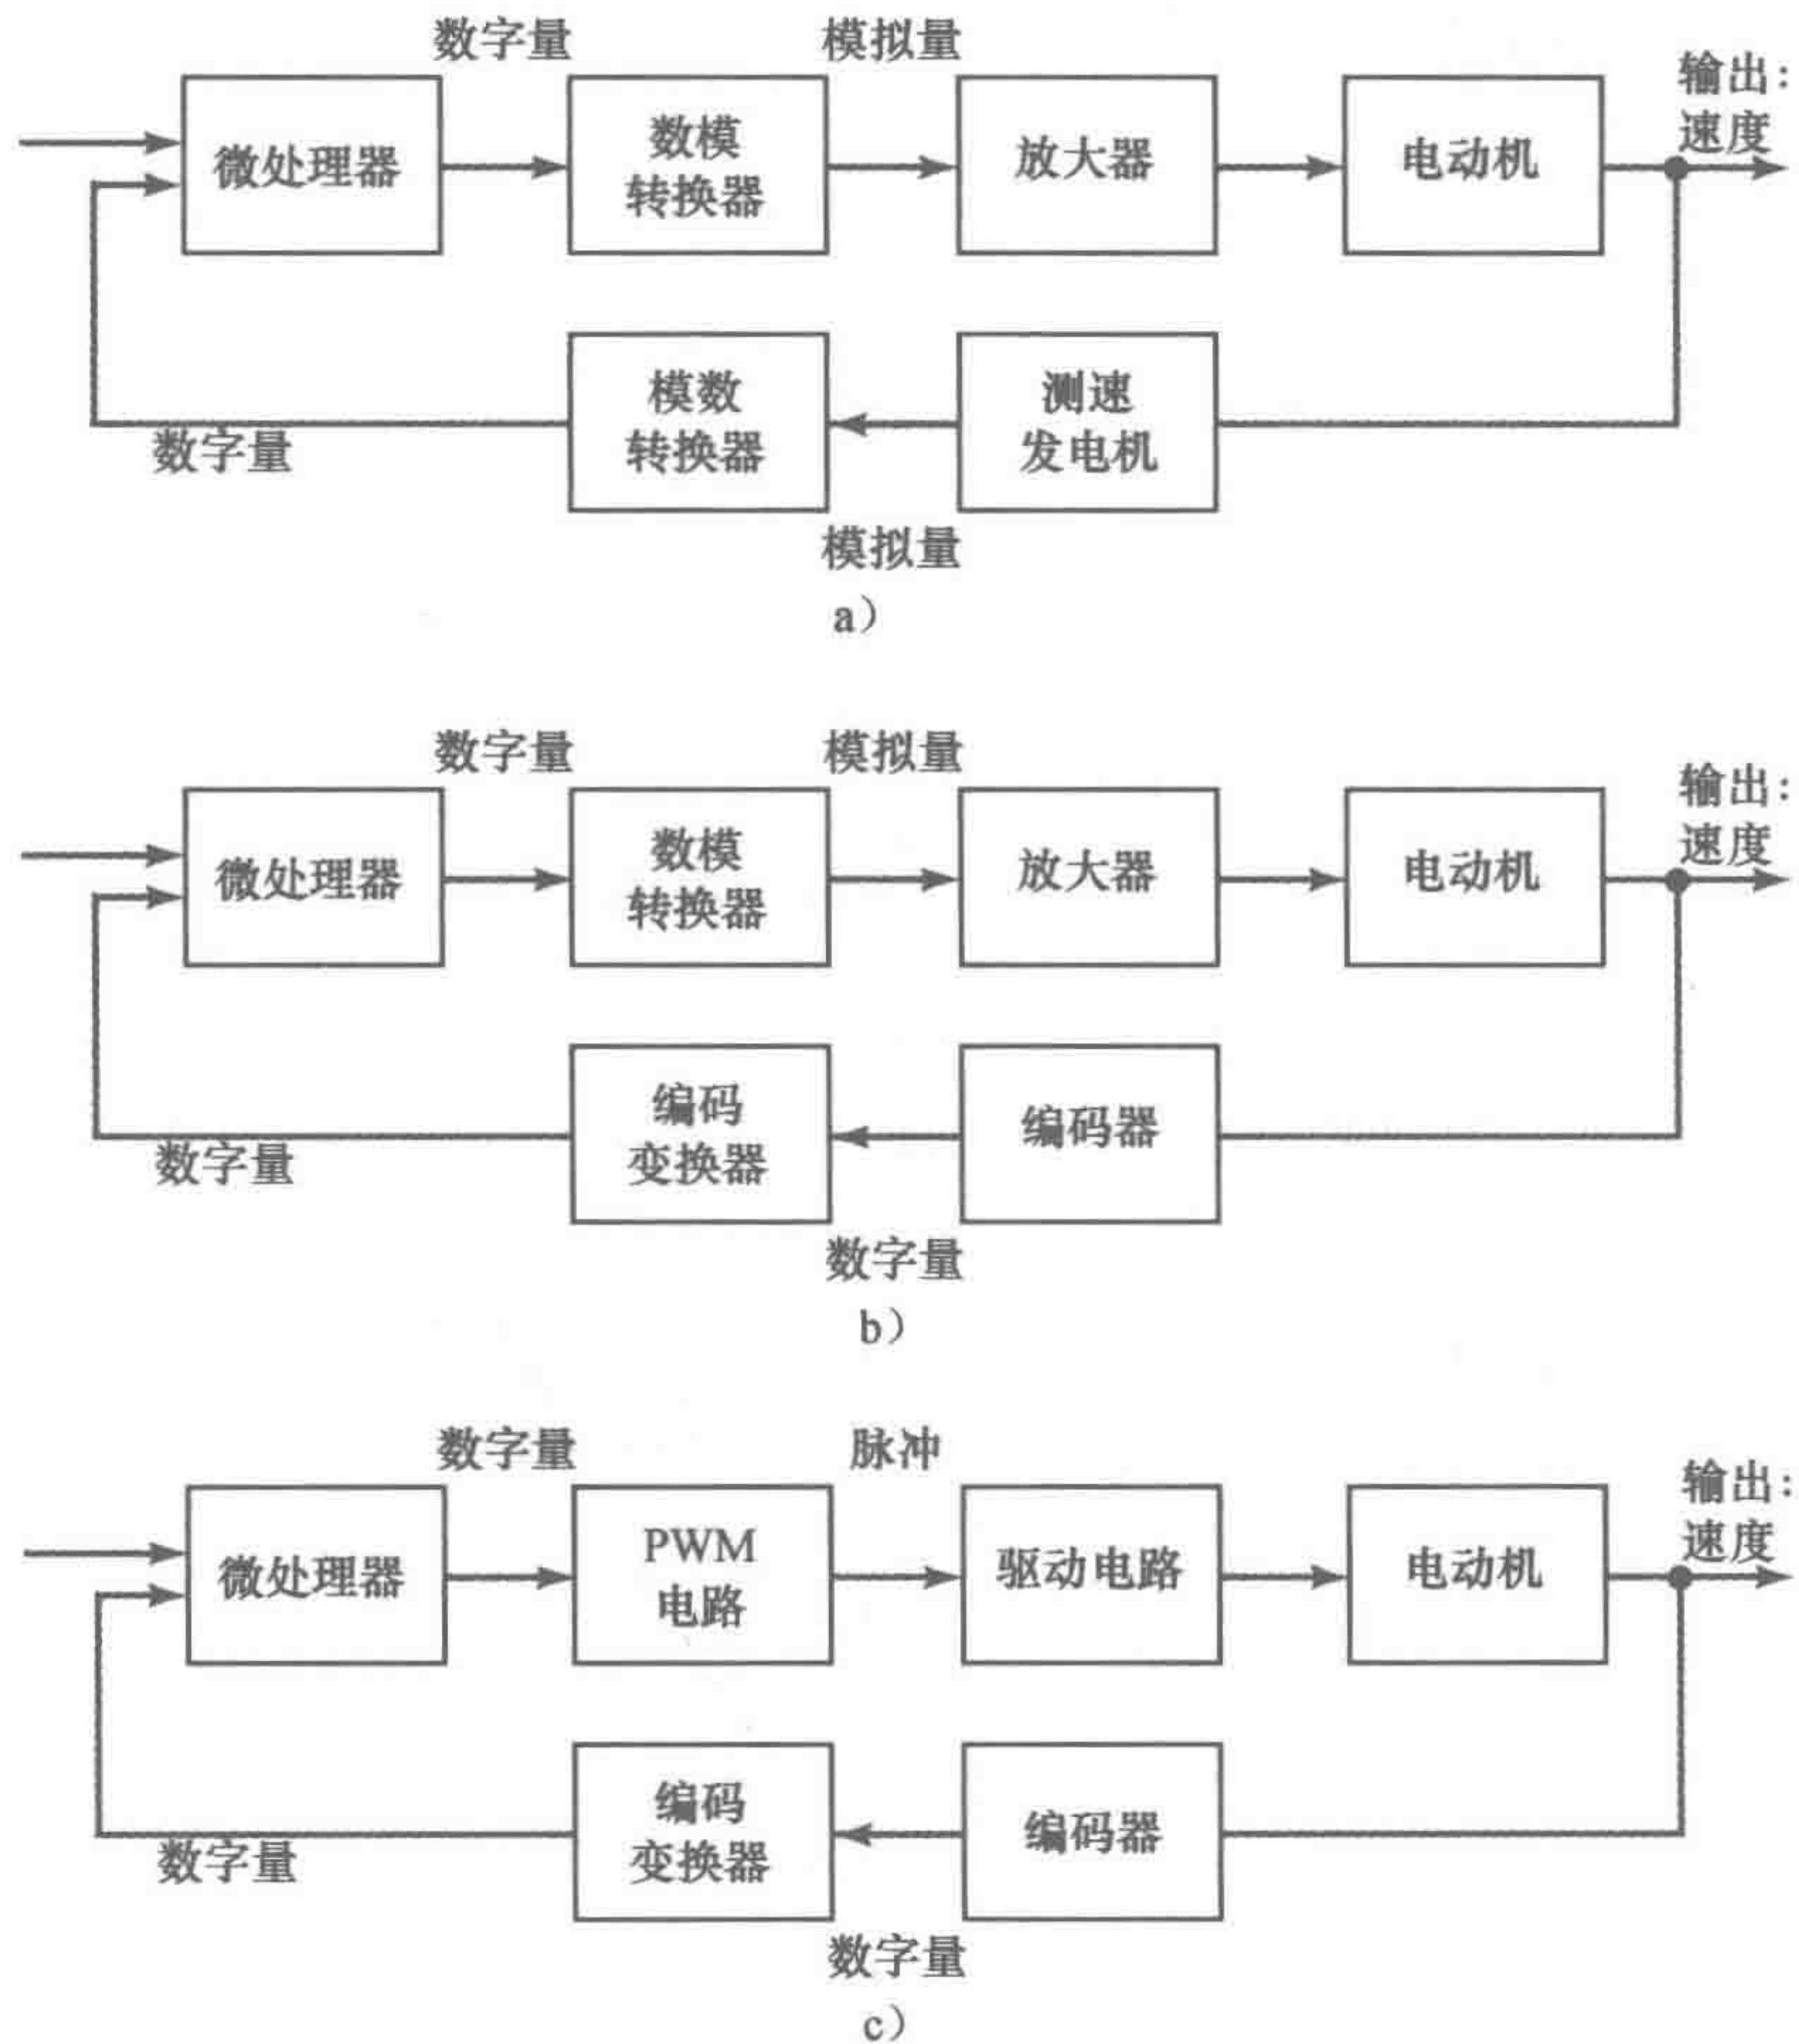 数字量
模拟量
输出:
速度
微处理器
数模
转换器
放大器
电动机
模数
转换器
测速
发电机
数字量
模拟量
a）
数字量
模拟量
输出:
速度
微处理器
数模
转换器
放大器
电动机
编码
变换器
编码器
数字量
数字量
b）
数字量
脉冲
输出:
速度
微处理器
PWM
电路
驱动电路
电动机
编码
变换器
编码器
数字量
数字量
c）